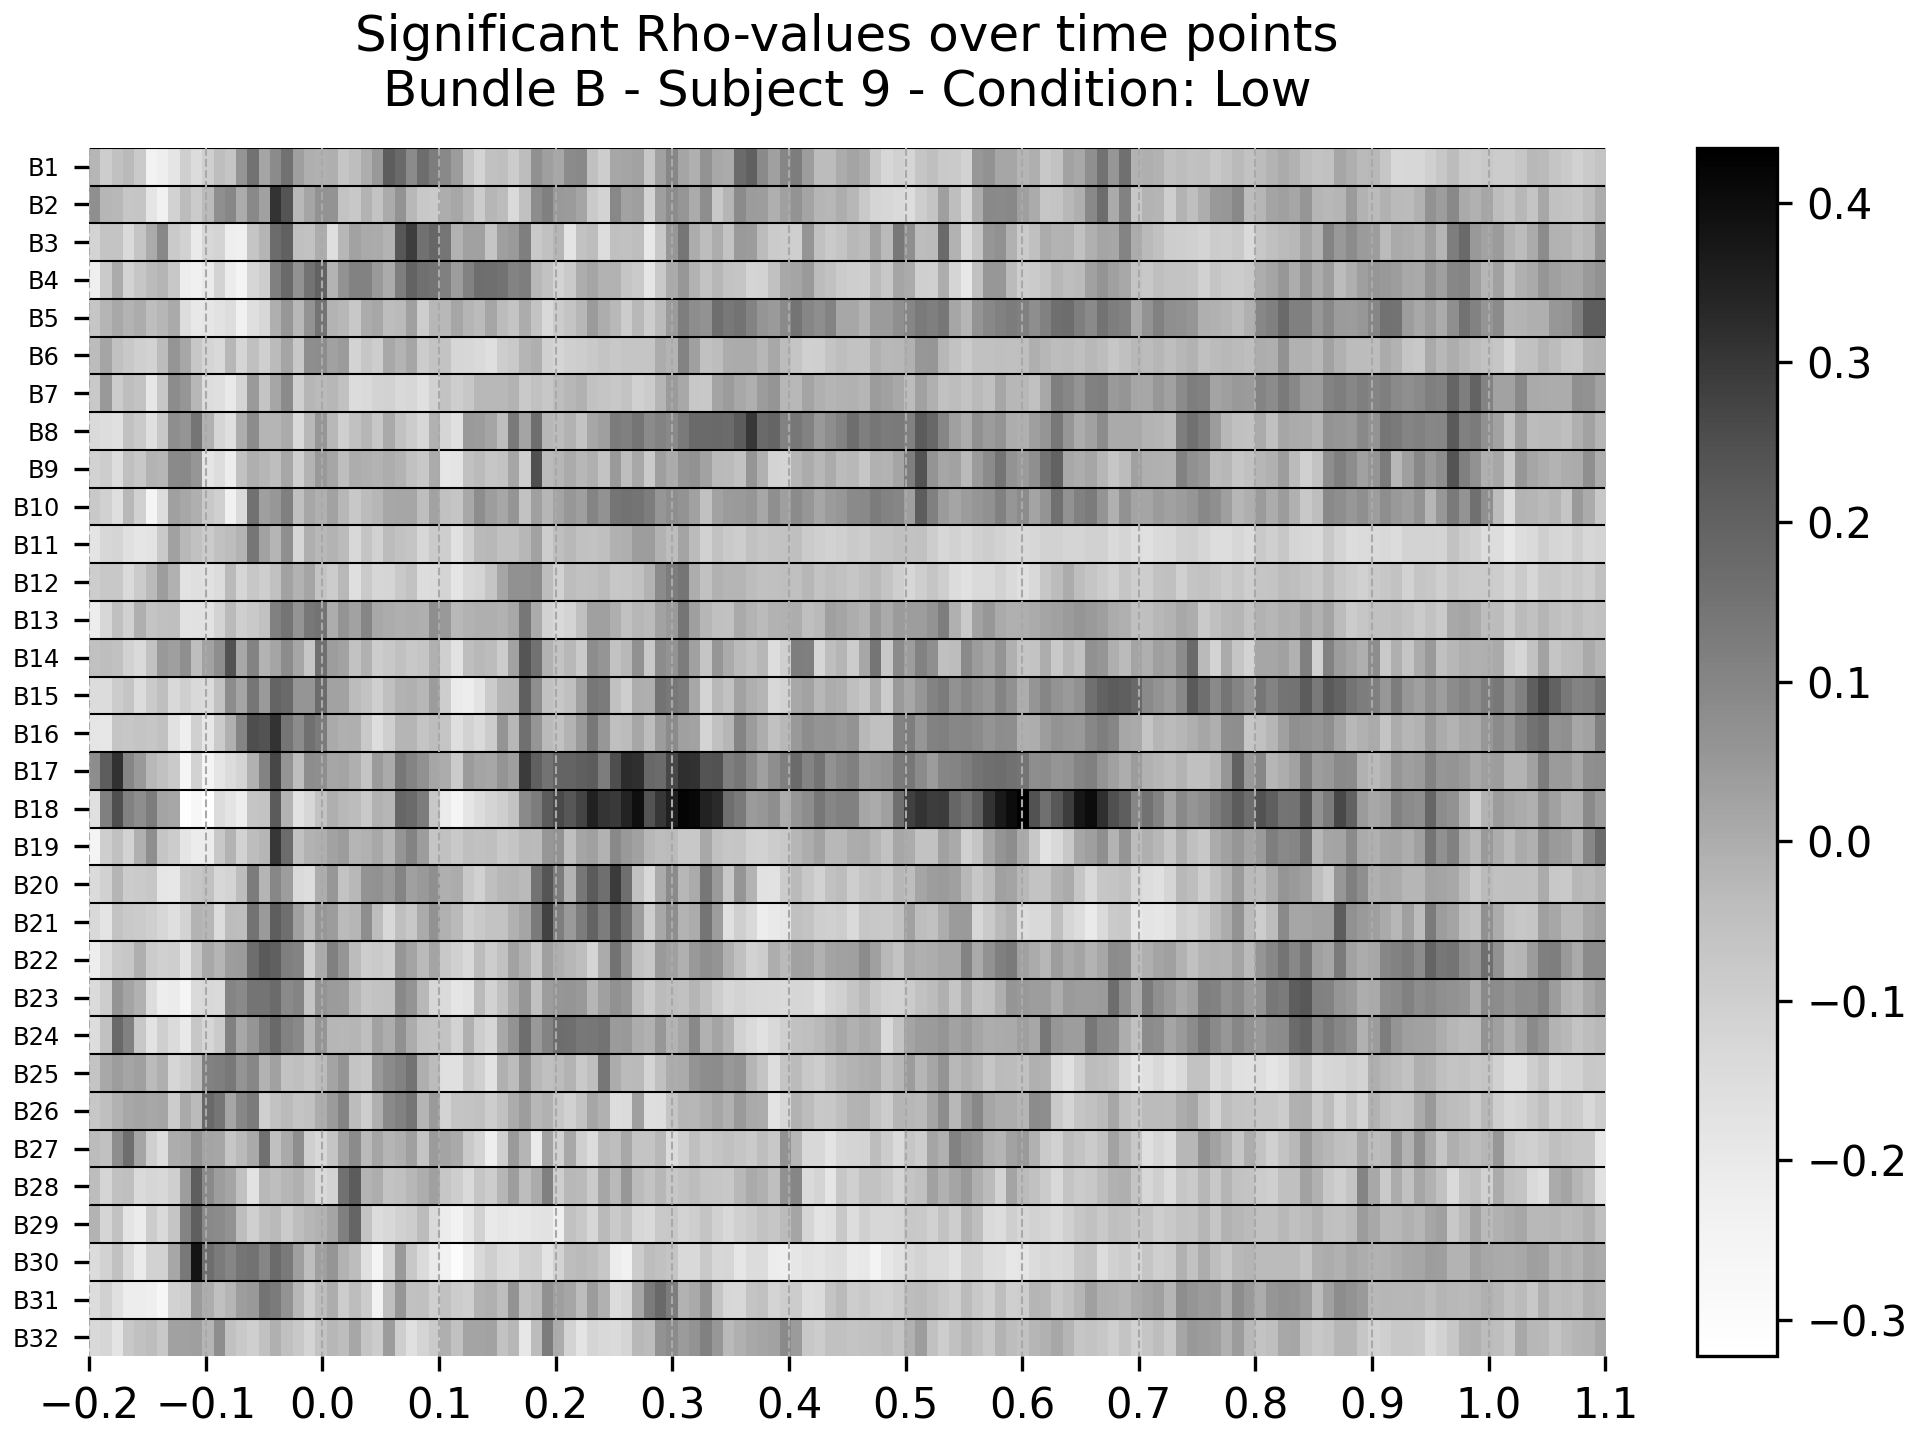 Significant Rho-values over time points
Bundle B - Subject 9 - Condition: Low
B1
B2
B3
B4
B5
B6
B7
B8
B9
B10
B11
B12
B13
B14
B15
B16
B17
B18
B19
B20
B21
B22
B23
B24
B25
B26
B27
B28
B29
B30
B31
B32
−0.2 −0.1 0.0 0.1 0.2 0.3 0.4 0.5 0.6 0.7 0.8 0.9 1.0 1.1
0.4
0.3
0.2
0.1
0.0
−0.1
−0.2
−0.3